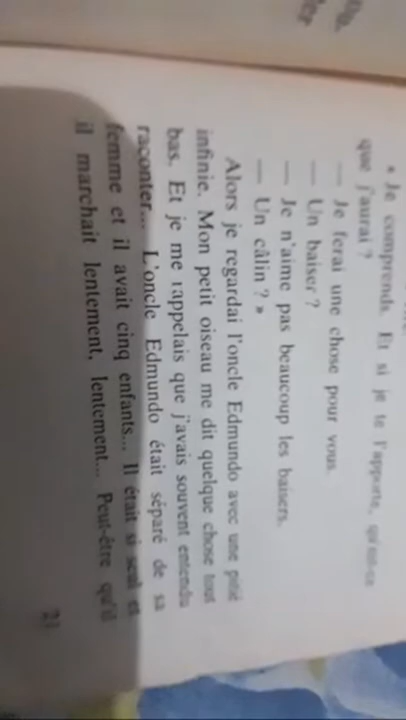 « Je comprends. Et si je te l'apporte, qu'est-ce
que j'aurai ?
— Je ferai une chose pour vous.
— Un baiser ?
— Je n'aime pas beaucoup les baisers.
— Un câlin ? »
Alors je regardai l'oncle Edmundo avec une pitié
infinie. Mon petit oiseau me dit quelque chose tout
bas. Et je me rappelais que j'avais souvent entendu
raconter... L'oncle Edmundo était séparé de sa
femme et il avait cinq enfants... Il était si seul et
il marchait lentement, lentement... Peut-être qu'il
21